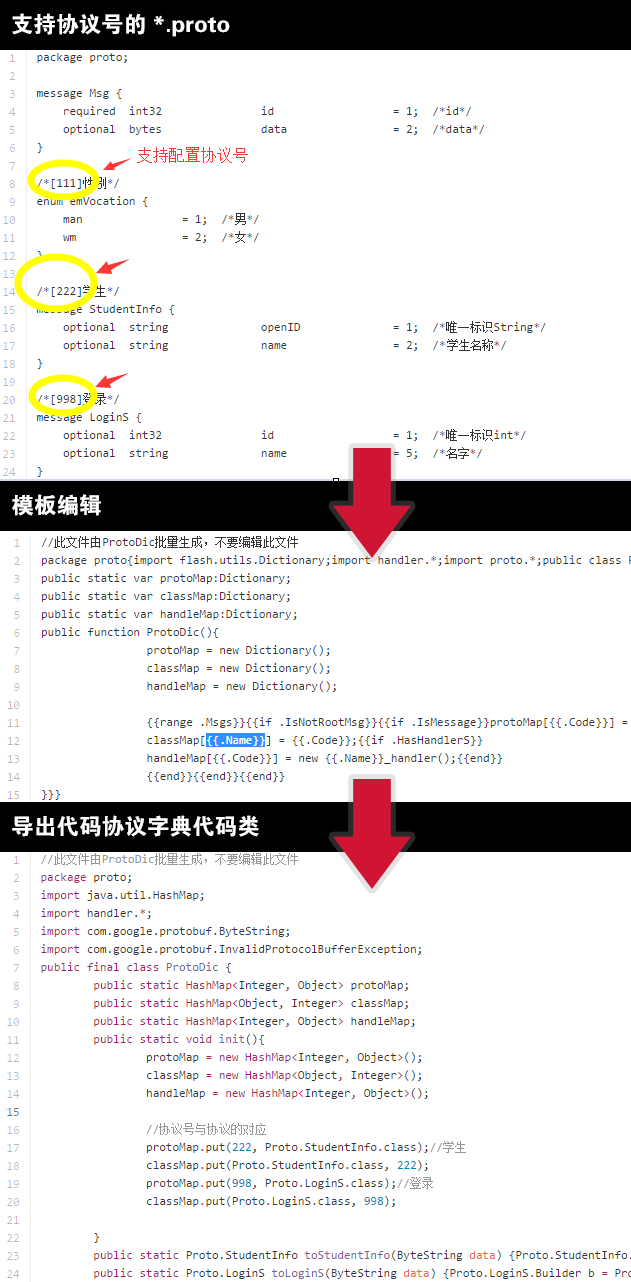 支持协议号的 *.proto
1 package proto;
2
3 message Msg {
4 required int32 id = 1; /*id*/
5 optional bytes data = 2; /*data*/
6 }
支持配置协议号
7
8 /*[111]性别*/
9 enum emVocation {
10 man = 1; /*男*/
11 wm = 2; /*女*/
12 }
13
14 /*[222]学生*/
15 message StudentInfo {
16 optional string openID = 1; /*唯一标识String*/
17 optional string name = 2; /*学生名称*/
18 }
19
20 /*[998]登录*/
21 message LoginS {
22 optional int32 id = 1; /*唯一标识int*/
23 optional string name = 5; /*名字*/
24 }
模板编辑
1 //此文件由ProtoDic批量生成，不要编辑此文件
2 package proto{import flash.utils.Dictionary;import handler.*;import proto.*;public class
3 public static var protoMap:Dictionary;
4 public static var classMap:Dictionary;
5 public static var handleMap:Dictionary;
6 public function ProtoDic(){
7 protoMap = new Dictionary();
8 classMap = new Dictionary();
9 handleMap = new Dictionary();
10
11 {{range .Msgs}}{{if .IsNotRootMsg}}{{if .IsMessage}}protoMap[{{.Code}}] =
12 classMap[{{.Name}}] = {{.Code}};{{if .HasHandlerS}}
13 handleMap[{{.Code}}] = new {{.Name}}_handler();{{end}}
14 {{end}}{{end}}{{end}}
15 }}}
导出代码协议字典代码类
1 //此文件由ProtoDic批量生成，不要编辑此文件
2 package proto;
3 import java.util.HashMap;
4 import handler.*;
5 import com.google.protobuf.ByteString;
6 import com.google.protobuf.InvalidProtocolBufferException;
7 public final class ProtoDic {
8 public static HashMap<Integer, Object> protoMap;
9 public static HashMap<Object, Integer> classMap;
10 public static HashMap<Integer, Object> handleMap;
11 public static void init(){
12 protoMap = new HashMap<Integer, Object>();
13 classMap = new HashMap<Object, Integer>();
14 handleMap = new HashMap<Integer, Object>();
15
16 //协议号与协议的对应
17 protoMap.put(222, Proto.StudentInfo.class);//学生
18 classMap.put(Proto.StudentInfo.class, 222);
19 protoMap.put(998, Proto.LoginS.class);//登录
20 classMap.put(Proto.LoginS.class, 998);
21
22 }
23 public static Proto.StudentInfo toStudentInfo(ByteString data) {Proto.StudentInfo.
24 public static Proto.LoginS toLoginS(ByteString data) {Proto.LoginS.Builder b = Pro